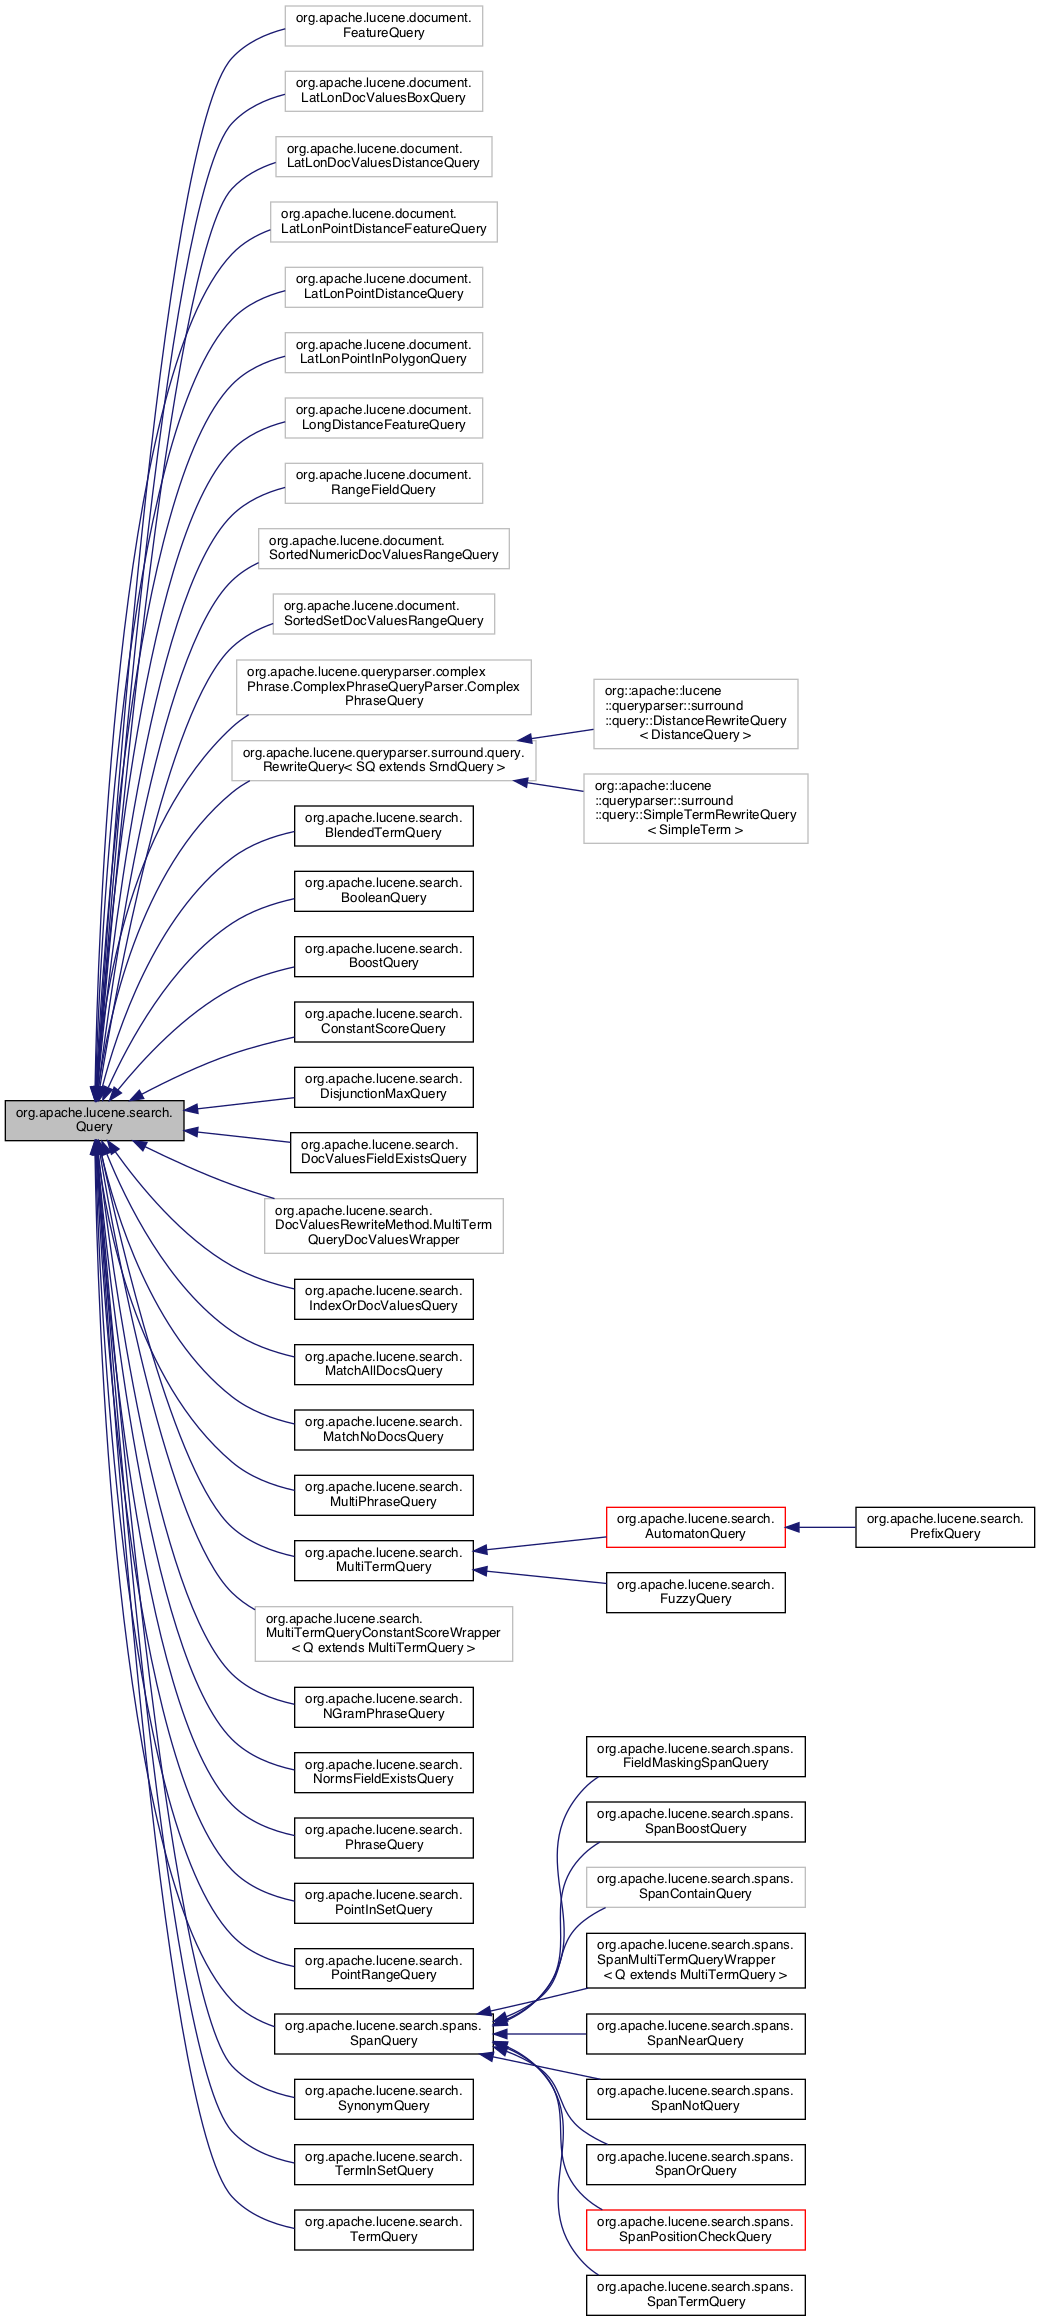 org.apache.lucene.document.
FeatureQuery
org.apache.lucene.document.
LatLonDocValuesBoxQuery
org.apache.lucene.document.
LatLonDocValuesDistanceQuery
org.apache.lucene.document.
LatLonPointDistanceFeatureQuery
org.apache.lucene.document.
LatLonPointDistanceQuery
org.apache.lucene.document.
LatLonPointInPolygonQuery
org.apache.lucene.document.
LongDistanceFeatureQuery
org.apache.lucene.document.
RangeFieldQuery
org.apache.lucene.document.
SortedNumericDocValuesRangeQuery
org.apache.lucene.document.
SortedSetDocValuesRangeQuery
org.apache.lucene.queryparser.complex
Phrase.ComplexPhraseQueryParser.Complex
PhraseQuery
org.apache.lucene.queryparser.surround.query.
RewriteQuery< SQ extends SrndQuery >
org::apache::lucene
::queryparser::surround
::query::DistanceRewriteQuery
< DistanceQuery >
org::apache::lucene
::queryparser::surround
::query::SimpleTermRewriteQuery
< SimpleTerm >
org.apache.lucene.search.
BlendedTermQuery
org.apache.lucene.search.
BooleanQuery
org.apache.lucene.search.
BoostQuery
org.apache.lucene.search.
ConstantScoreQuery
org.apache.lucene.search.
DisjunctionMaxQuery
org.apache.lucene.search.
Query
org.apache.lucene.search.
DocValuesFieldExistsQuery
org.apache.lucene.search.
DocValuesRewriteMethod.MultiTerm
QueryDocValuesWrapper
org.apache.lucene.search.
IndexOrDocValuesQuery
org.apache.lucene.search.
MatchAllDocsQuery
org.apache.lucene.search.
MatchNoDocsQuery
org.apache.lucene.search.
MultiPhraseQuery
org.apache.lucene.search.
MultiTermQuery
org.apache.lucene.search.
AutomatonQuery
org.apache.lucene.search.
PrefixQuery
org.apache.lucene.search.
FuzzyQuery
org.apache.lucene.search.
MultiTermQueryConstantScoreWrapper
< Q extends MultiTermQuery >
org.apache.lucene.search.
NGramPhraseQuery
org.apache.lucene.search.
NormsFieldExistsQuery
org.apache.lucene.search.
PhraseQuery
org.apache.lucene.search.
PointInSetQuery
org.apache.lucene.search.
PointRangeQuery
org.apache.lucene.search.spans.
SpanQuery
org.apache.lucene.search.spans.
FieldMaskingSpanQuery
org.apache.lucene.search.spans.
SpanBoostQuery
org.apache.lucene.search.spans.
SpanContainQuery
org.apache.lucene.search.spans.
SpanMultiTermQueryWrapper
< Q extends MultiTermQuery >
org.apache.lucene.search.spans.
SpanNearQuery
org.apache.lucene.search.spans.
SpanNotQuery
org.apache.lucene.search.spans.
SpanOrQuery
org.apache.lucene.search.spans.
SpanPositionCheckQuery
org.apache.lucene.search.spans.
SpanTermQuery
org.apache.lucene.search.
SynonymQuery
org.apache.lucene.search.
TermInSetQuery
org.apache.lucene.search.
TermQuery